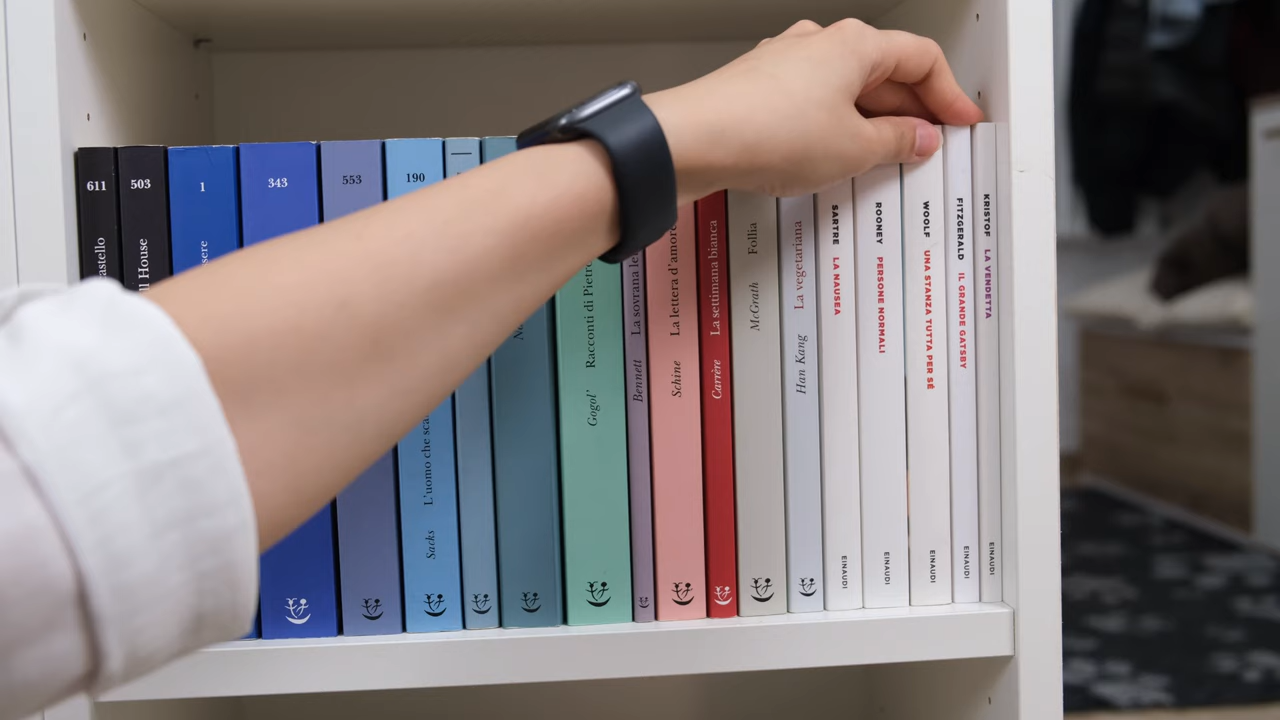 611
503
1
343
553
190
astello
ll House
sere
Sacks L'uomo che sca
Gogol' Racconti di Pietro
Bennett La sovrana le
Schine La lettera d'amore
Carrère La settimana bianca
McGrath Follia
Han Kang La vegetariana
SARTRE LA NAUSEA EINAUDI
ROONEY PERSONE NORMALI EINAUDI
WOOLF UNA STANZA TUTTA PER SÉ EINAUDI
FITZGERALD IL GRANDE GATSBY EINAUDI
KRISTOF LA VENDETTA EINAUDI